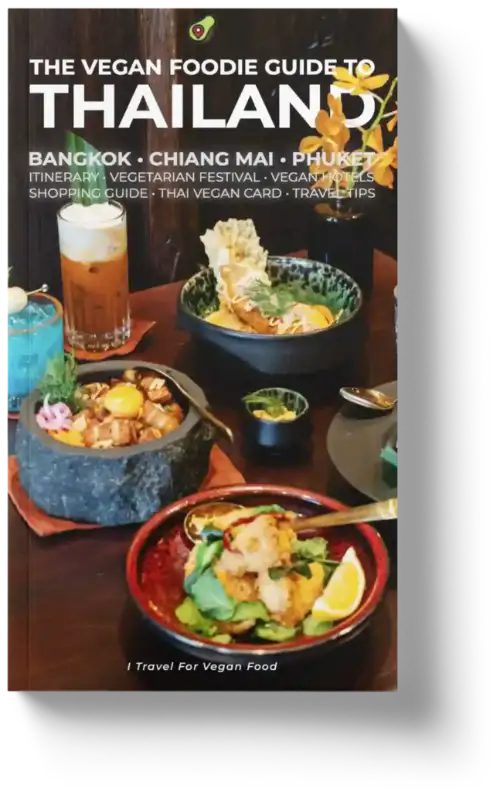 THE VEGAN FOODIE GUIDE TO
THAILAND
BANGKOK • CHIANG MAI • PHUKET
ITINERARY · VEGETARIAN FESTIVAL · VEGAN HOTELS
SHOPPING GUIDE · THAI VEGAN CARD · TRAVEL TIPS
I Travel For Vegan Food